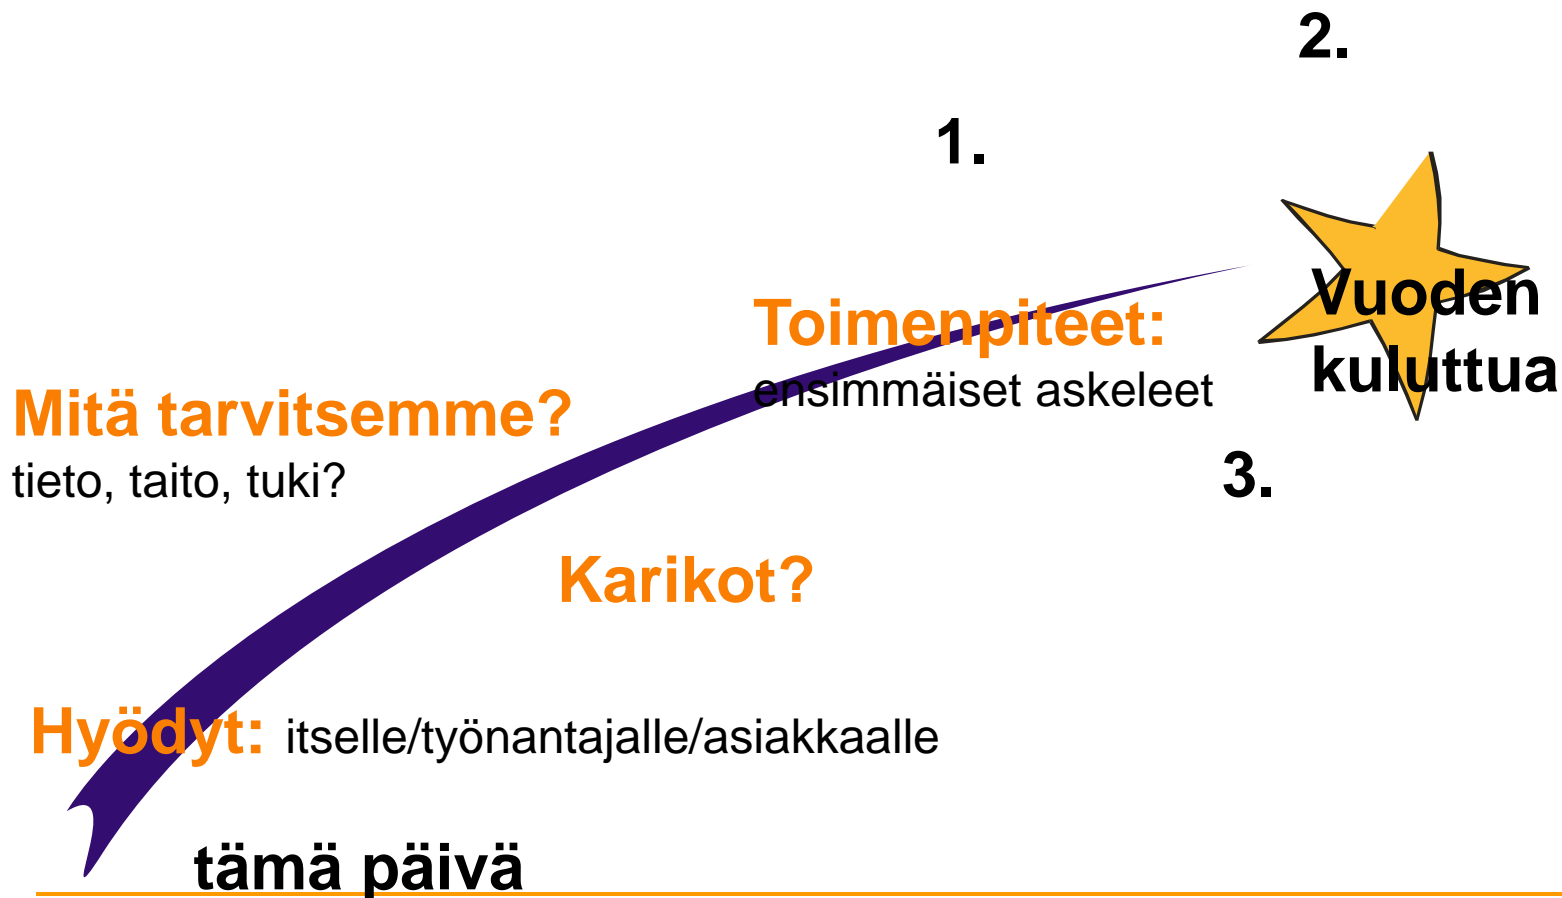 2.
1.
Vuoden
kuluttua
Toimenpiteet:
ensimmäiset askeleet
Mitä tarvitsemme?
tieto, taito, tuki?
3.
Karikot?
Hyödyt: itselle/työnantajalle/asiakkaalle
tämä päivä